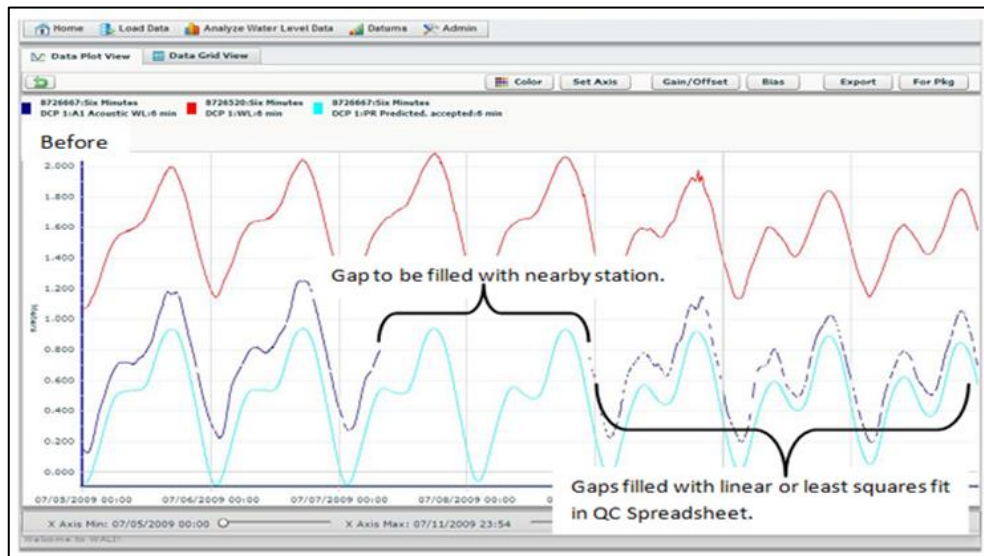 Home Load Data Analyze Water Level Data Datums Admin
Data Plot View Data Grid View
Color Set Axis Gain/Offset Bias Export For Pkg
8726667:Six Minutes 8726520:Six Minutes 8726667:Six Minutes
DCP 1:A1 Acoustic WL:6 min DCP 1:WL:6 min DCP 1:PR Predicted, accepted:6 min
Before
2.000
1.800
1.600
1.400
Gap to be filled with nearby station.
1.200
1.000
Meters
0.800
0.600
0.400
0.200
0.000
Gaps filled with linear or least squares fit
in QC Spreadsheet.
07/05/2009 00:00 07/06/2009 00:00 07/07/2009 00:00 07/08/2009 00:00
X Axis Min: 07/05/2009 00:00 X Axis Max: 07/11/2009 23:54
Welcome to WALI